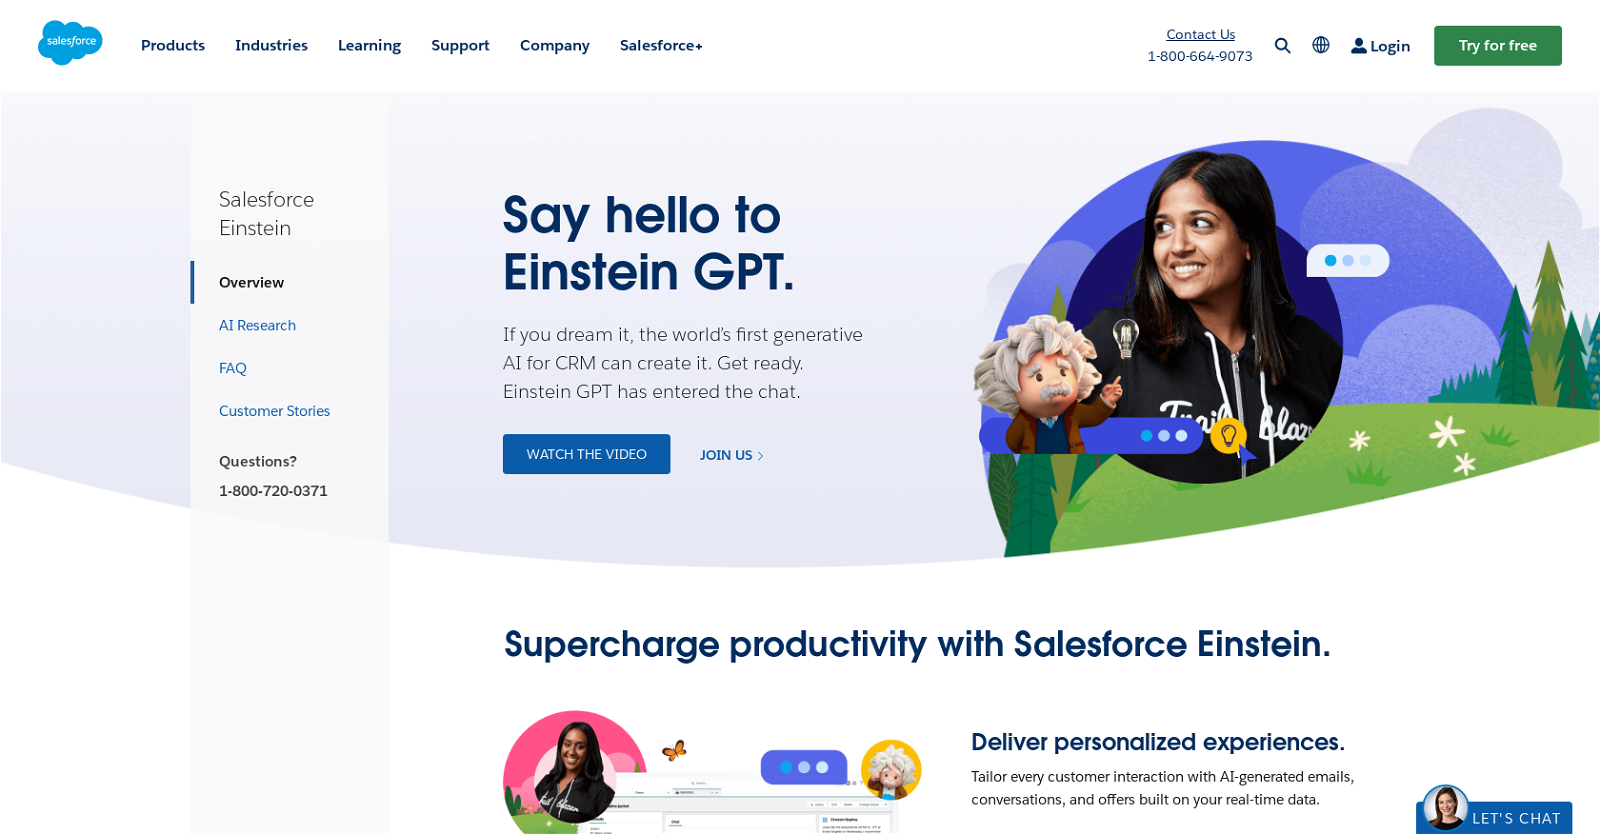 salesforce
Products
Industries
Learning
Support
Company
Salesforce+
Contact Us
1-800-664-9073
Login
Try for free
Salesforce
Einstein
Overview
AI Research
FAQ
Customer Stories
Questions?
1-800-720-0371
Say hello to
Einstein GPT.
If you dream it, the world’s first generative
AI for CRM can create it. Get ready.
Einstein GPT has entered the chat.
WATCH THE VIDEO
JOIN US
Supercharge productivity with Salesforce Einstein.
Deliver personalized experiences.
Tailor every customer interaction with AI-generated emails,
conversations, and offers built on your real-time data.
Chat
LET'S CHAT